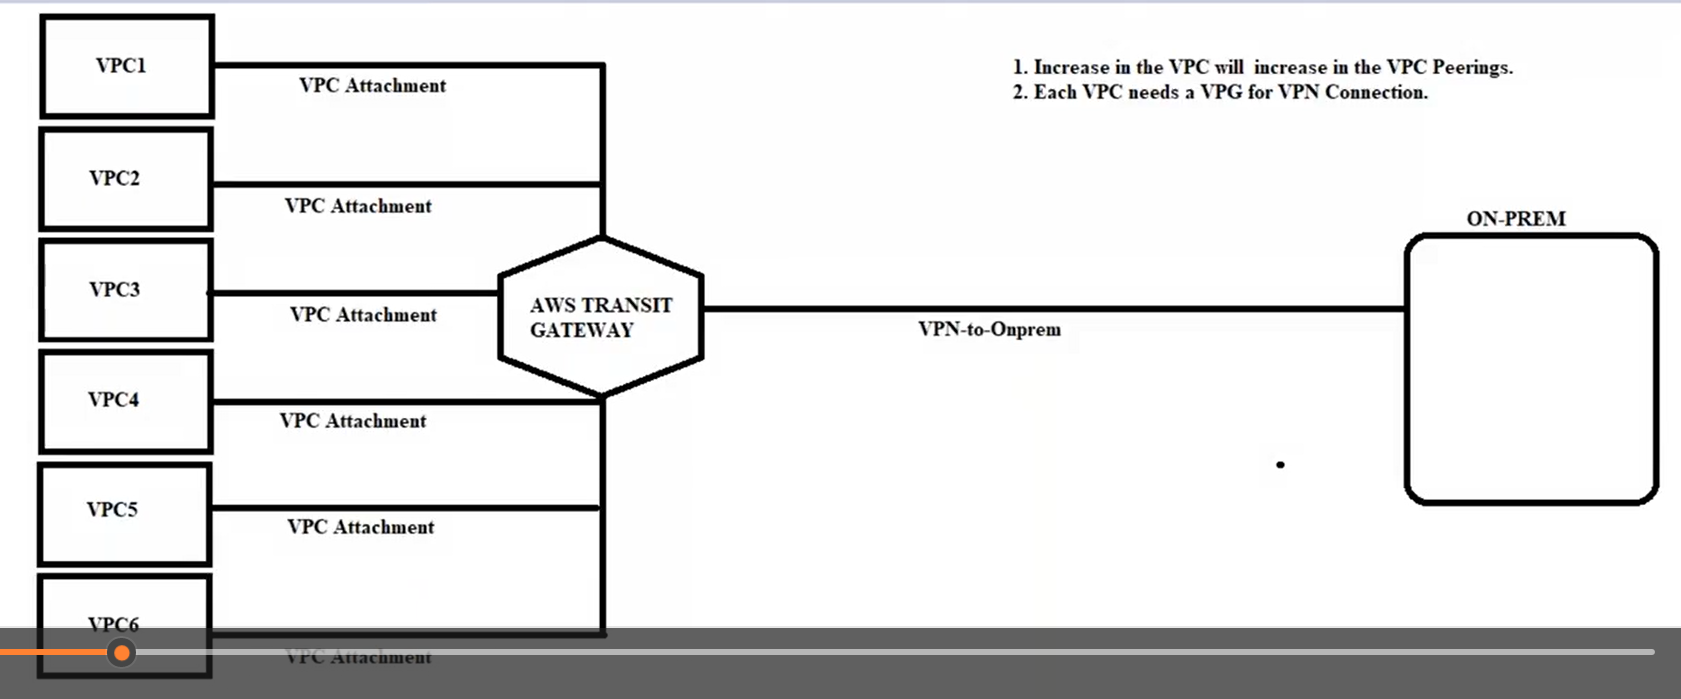 VPC1
VPC Attachment
1. Increase in the VPC will increase in the VPC Peerings.
2. Each VPC needs a VPG for VPN Connection.
VPC2
VPC Attachment
ON-PREM
VPC3
VPC Attachment
AWS TRANSIT
GATEWAY
VPN-to-Onprem
VPC4
VPC Attachment
VPC5
VPC Attachment
VPC6
VPC Attachment